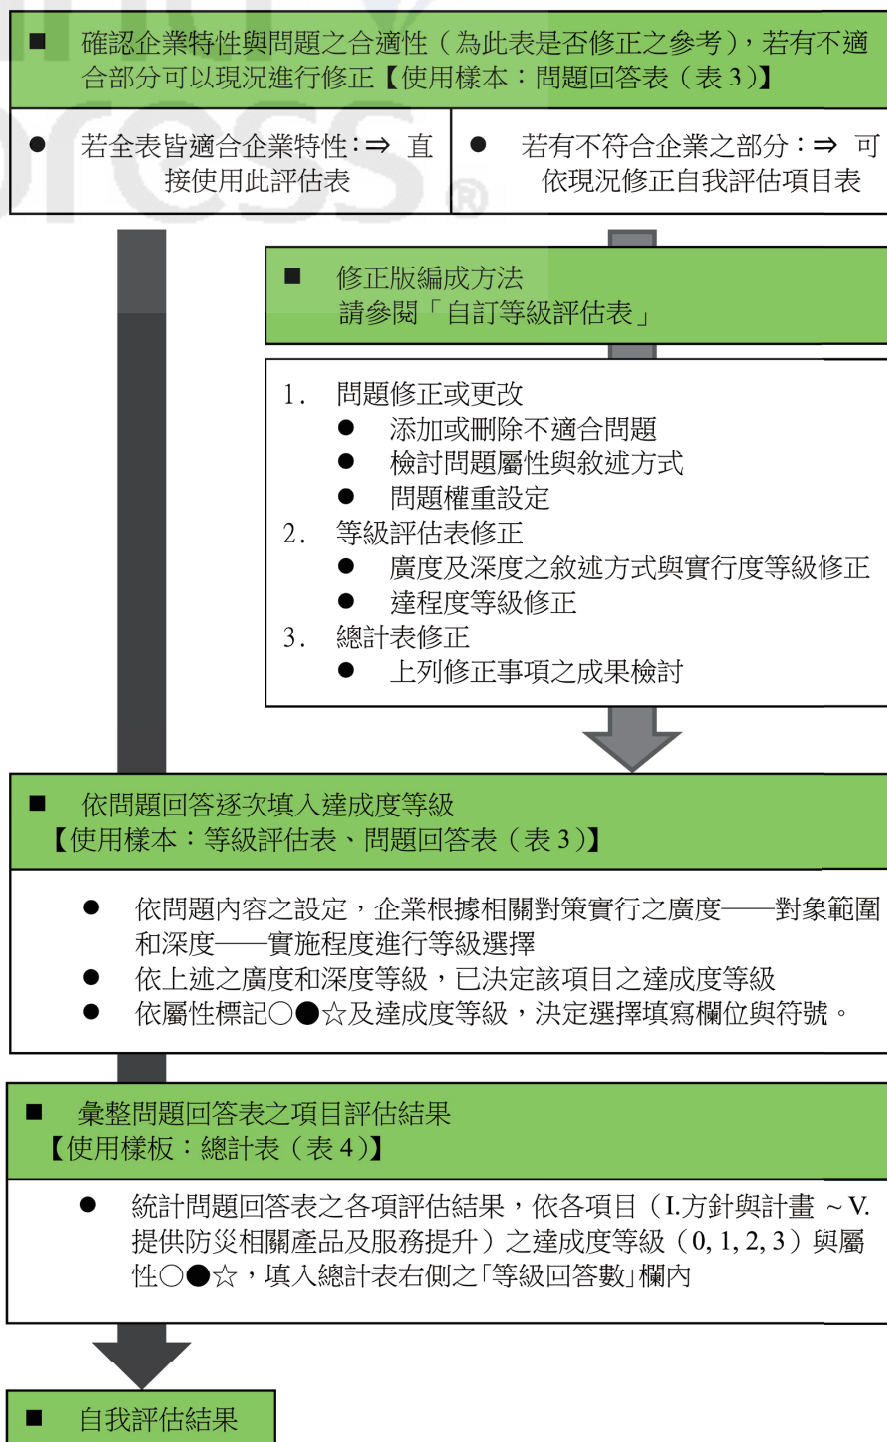 ■ 確認企業特性與問題之合適性（為此表是否修正之參考），若有不適
合部分可以現況進行修正【使用樣本：問題回答表（表 3）】
● 若全表皆適合企業特性：⇒ 直
接使用此評估表
● 若有不符合企業之部分：⇒ 可
依現況修正自我評估項目表
■ 修正版編成方法
請參閱「自訂等級評估表」
1. 問題修正或更改
● 添加或刪除不適合問題
● 檢討問題屬性與敘述方式
● 問題權重設定
2. 等級評估表修正
● 廣度及深度之敘述方式與實行度等級修正
● 達程度等級修正
3. 總計表修正
● 上列修正事項之成果檢討
■ 依問題回答逐次填入達成度等級
【使用樣本：等級評估表、問題回答表（表 3）】
● 依問題內容之設定，企業根據相關對策實行之廣度——對象範圍
和深度——實施程度進行等級選擇
● 依上述之廣度和深度等級，已決定該項目之達成度等級
● 依屬性標記○●☆及達成度等級，決定選擇填寫欄位與符號。
■ 彙整問題回答表之項目評估結果
【使用樣板：總計表（表 4）】
● 統計問題回答表之各項評估結果，依各項目（I.方針與計畫 ~ V.
提供防災相關產品及服務提升）之達成度等級（0, 1, 2, 3）與屬
性○●☆，填入總計表右側之「等級回答數」欄內
■ 自我評估結果